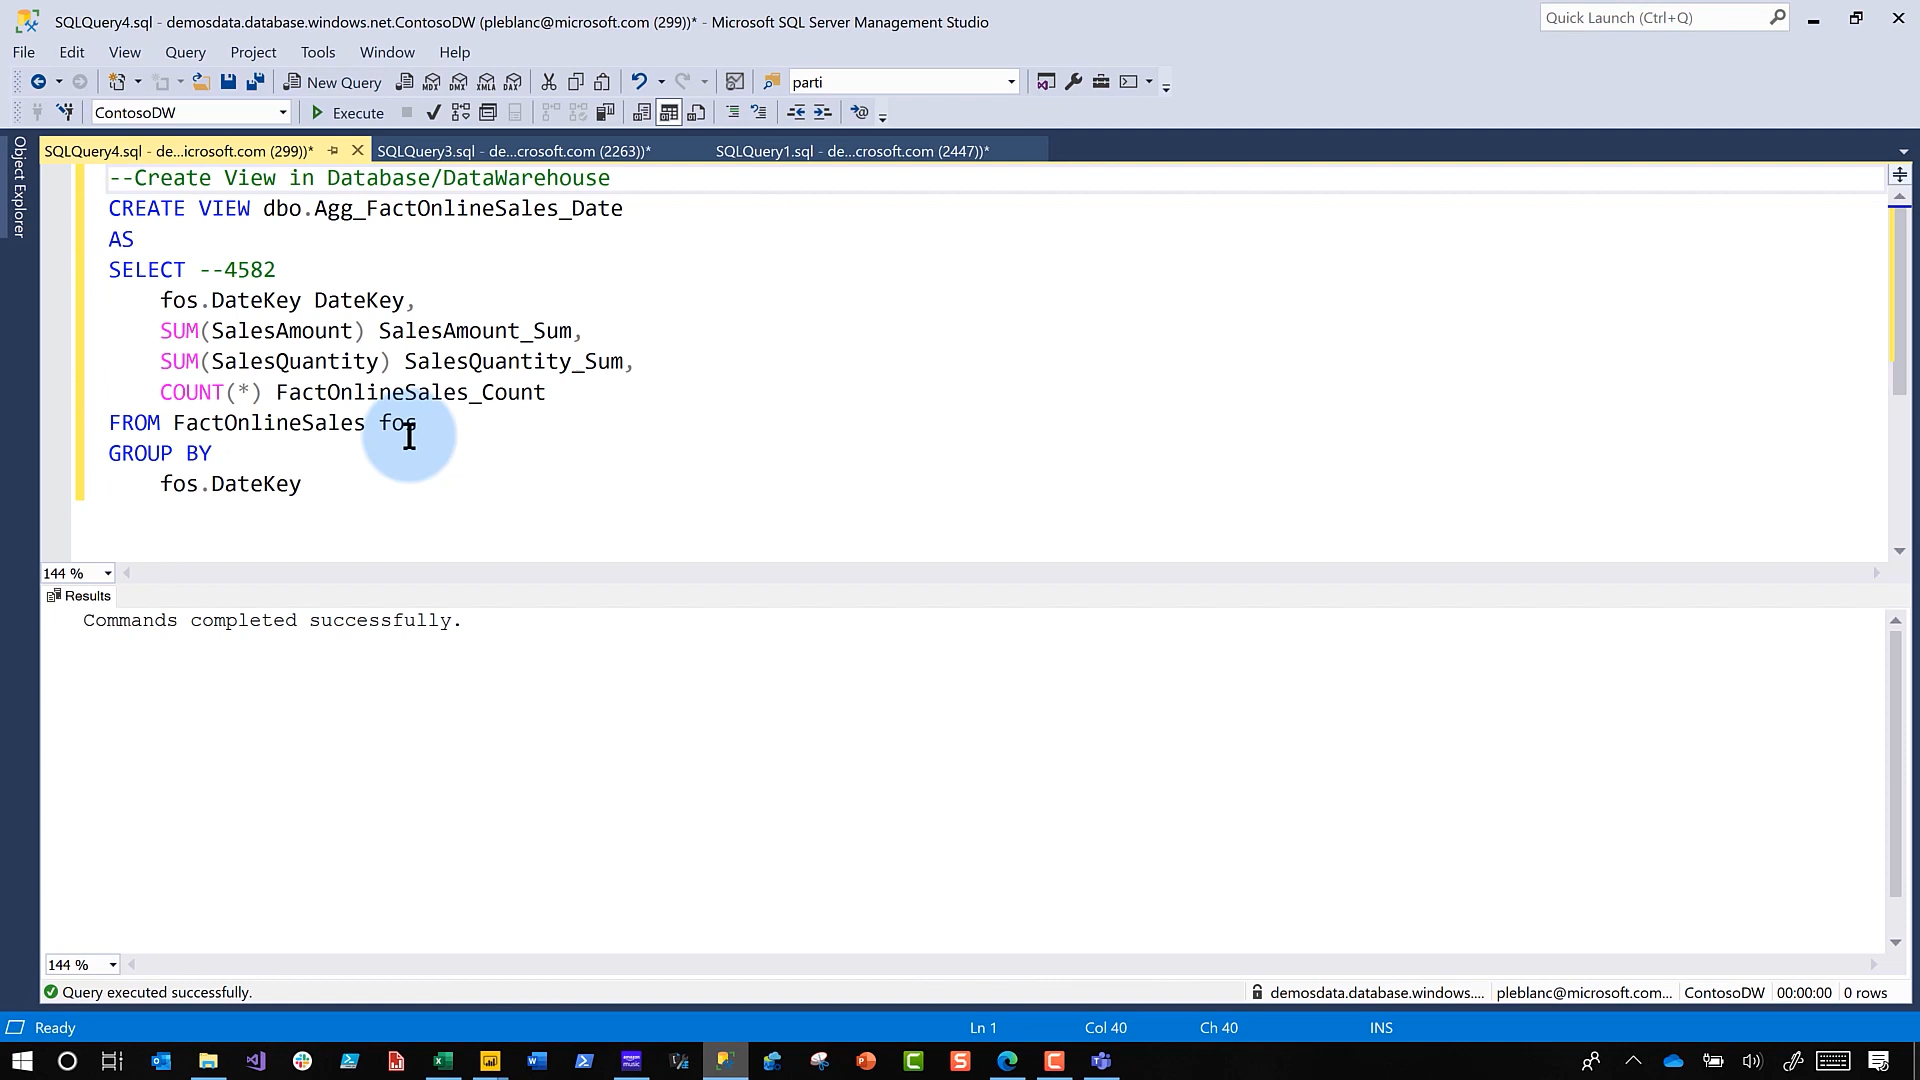 SQLQuery4.sql - demosdata.database.windows.net.ContosoDW (pleblanc@microsoft.com (299))* - Microsoft SQL Server Management Studio
Quick Launch (Ctrl+Q)
File Edit View Query Project Tools Window Help
New Query MDX DMX XMLA DAX parti
ContosoDW Execute
SQLQuery4.sql - de...icrosoft.com (299))* SQLQuery3.sql - de...crosoft.com (2263))* SQLQuery1.sql - de...crosoft.com (2447))*
Object Explorer
--Create View in Database/DataWarehouse
CREATE VIEW dbo.Agg_FactOnlineSales_Date
AS
SELECT --4582
fos.DateKey DateKey,
SUM(SalesAmount) SalesAmount_Sum,
SUM(SalesQuantity) SalesQuantity_Sum,
COUNT(*) FactOnlineSales_Count
FROM FactOnlineSales fos
GROUP BY
fos.DateKey
144 %
Results
Commands completed successfully.
144 %
Query executed successfully. demosdata.database.windows.... pleblanc@microsoft.com... ContosoDW 00:00:00 0 rows
Ready Ln 1 Col 40 Ch 40 INS